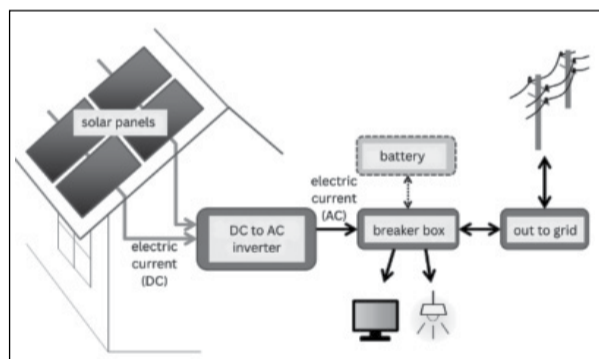 solar panels
battery
electric
current
(AC)
DC to AC
inverter
breaker box
out to grid
electric
current
(DC)